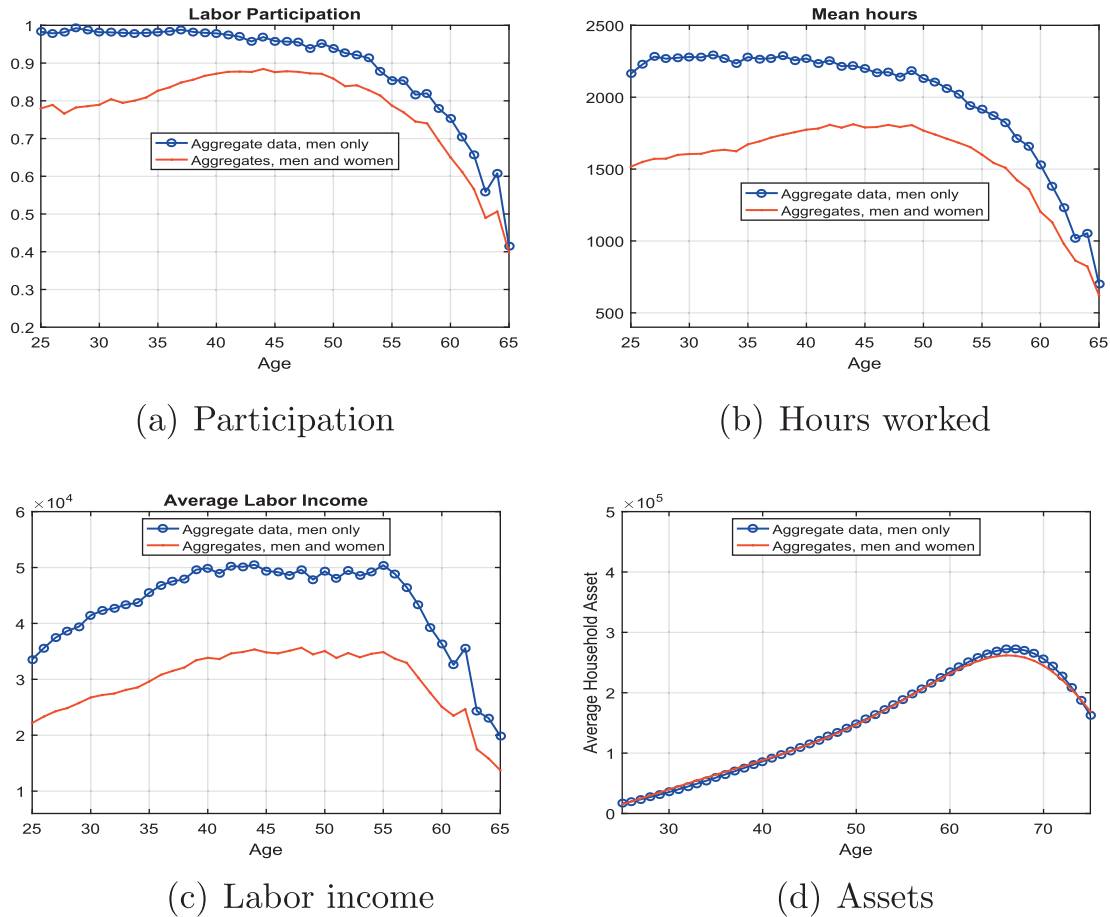 Labor Participation
1
0.9
0.8
0.7
0.6
0.5
0.4
0.3
0.2
Aggregate data, men only
Aggregates, men and women
25 30 35 40 45 50 55 60 65
Age
(a) Participation
Mean hours
2500
2000
1500
1000
500
Aggregate data, men only
Aggregates, men and women
25 30 35 40 45 50 55 60 65
Age
(b) Hours worked
×10⁴
Average Labor Income
6
5
4
3
2
1
Aggregate data, men only
Aggregates, men and women
25 30 35 40 45 50 55 60 65
Age
(c) Labor income
×10⁵
5
4
3
2
1
0
Average Household Asset
Aggregate data, men only
Aggregates, men and women
30 40 50 60 70
Age
(d) Assets